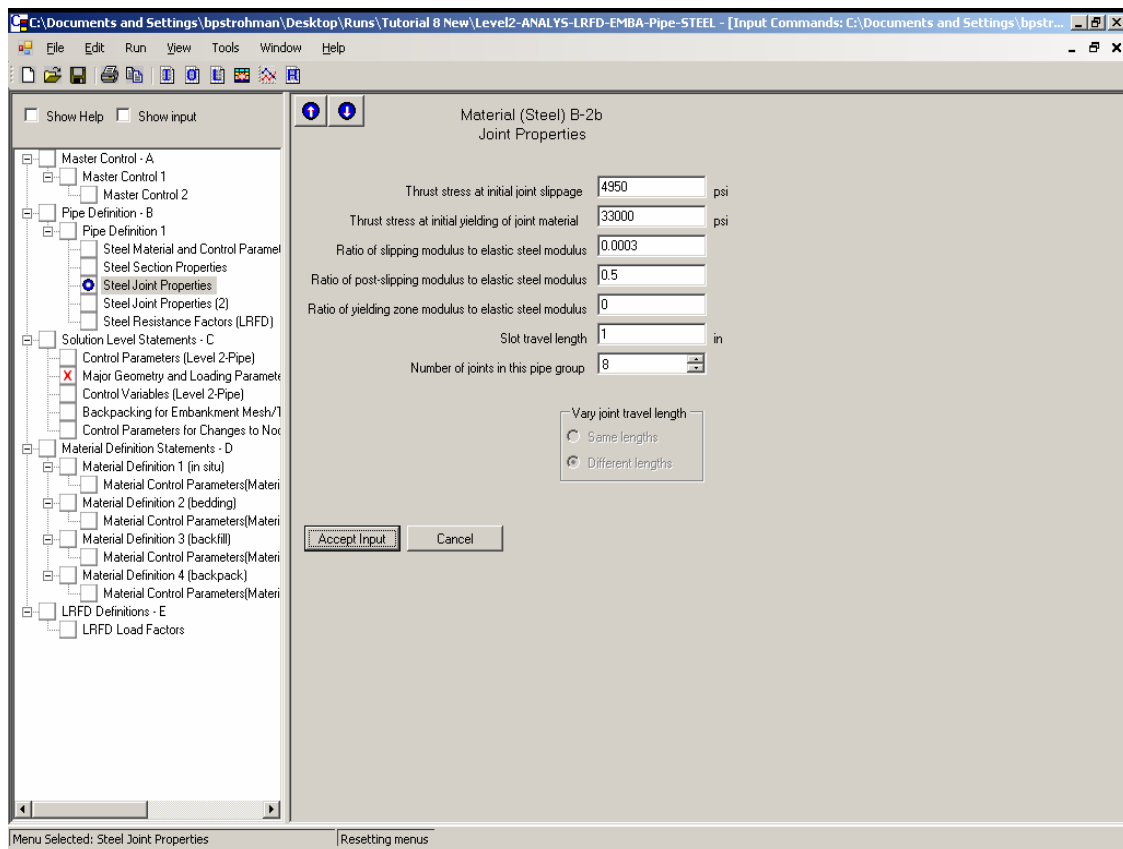 C:\Documents and Settings\bpstrohman\Desktop\Runs\Tutorial 8 New\Level2-ANALYS-LRFD-EMBA-Pipe-STEEL - [Input Commands: C:\Documents and Settings\bpstr...
File Edit Run View Tools Window Help
Show Help Show input
Master Control - A
Master Control 1
Master Control 2
Pipe Definition - B
Pipe Definition 1
Steel Material and Control Paramet
Steel Section Properties
Steel Joint Properties
Steel Joint Properties (2)
Steel Resistance Factors (LRFD)
Solution Level Statements - C
Control Parameters (Level 2-Pipe)
X Major Geometry and Loading Paramete
Control Variables (Level 2-Pipe)
Backpacking for Embankment Mesh/T
Control Parameters for Changes to Noc
Material Definition Statements - D
Material Definition 1 (in situ)
Material Control Parameters(Materi
Material Definition 2 (bedding)
Material Control Parameters(Materi
Material Definition 3 (backfill)
Material Control Parameters(Materi
Material Definition 4 (backpack)
Material Control Parameters(Materi
LRFD Definitions - E
LRFD Load Factors
Material (Steel) B-2b
Joint Properties
Thrust stress at initial joint slippage 4950 psi
Thrust stress at initial yielding of joint material 33000 psi
Ratio of slipping modulus to elastic steel modulus 0.0003
Ratio of post-slipping modulus to elastic steel modulus 0.5
Ratio of yielding zone modulus to elastic steel modulus 0
Slot travel length 1 in
Number of joints in this pipe group 8
Vary joint travel length
Same lengths
Different lengths
Accept Input Cancel
Menu Selected: Steel Joint Properties Resetting menus